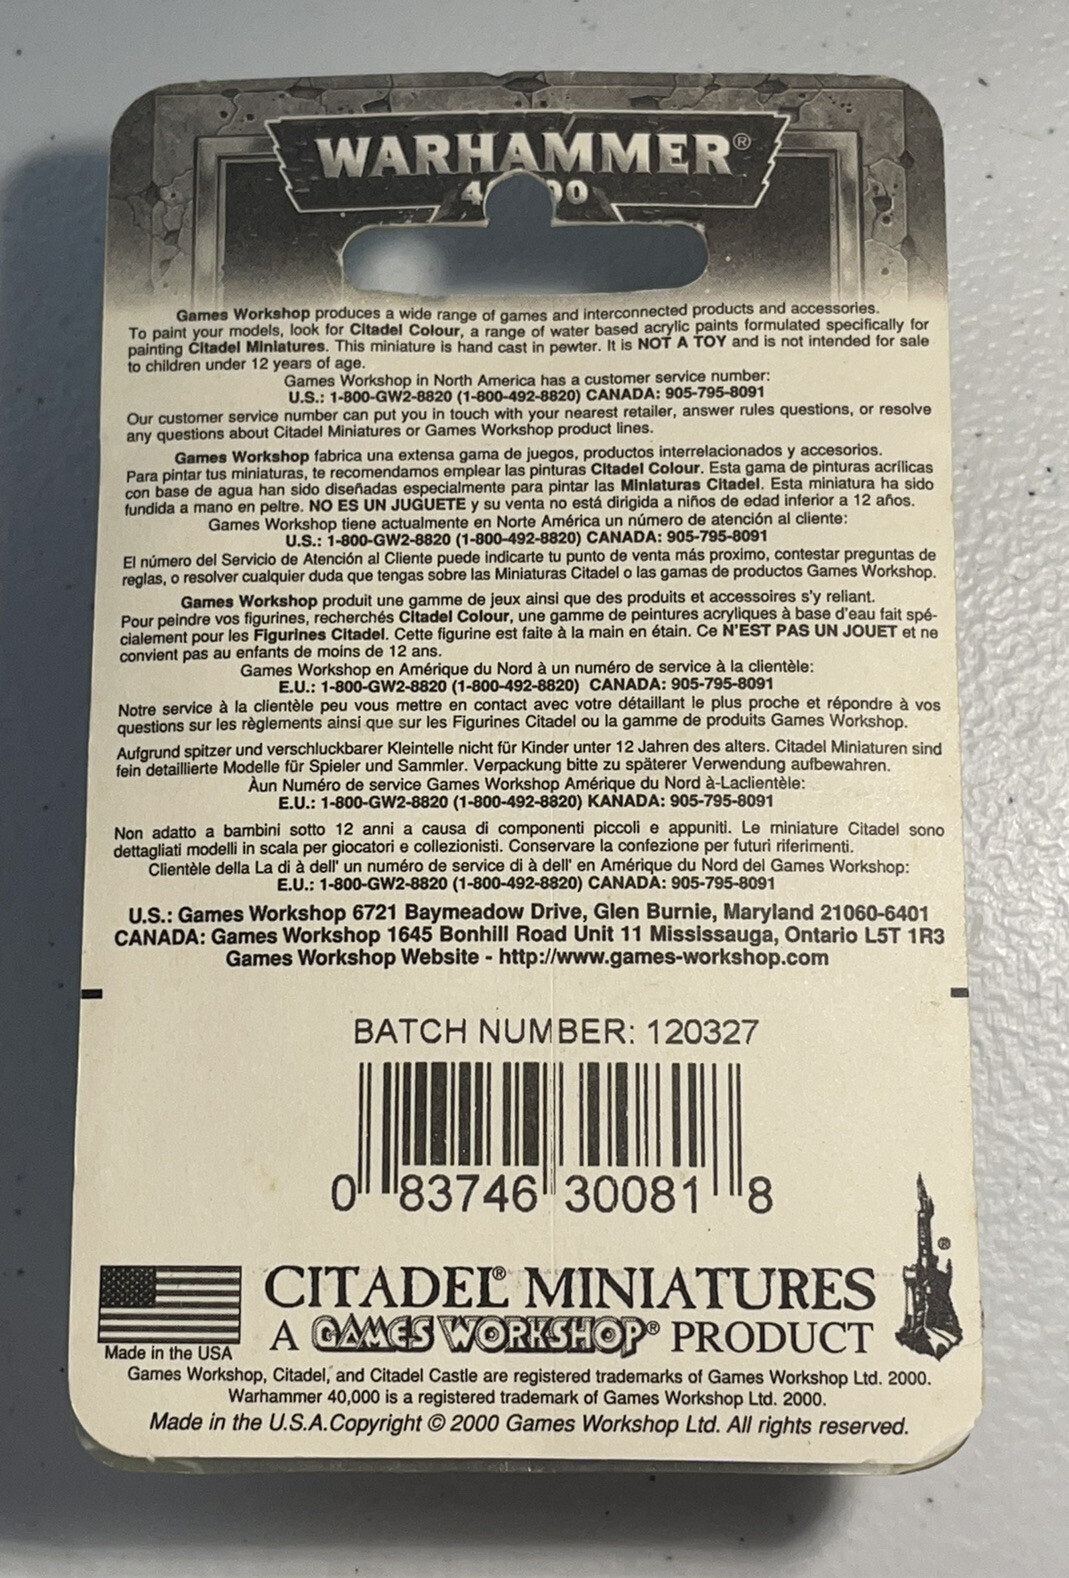 WARHAMMER®
Games Workshop produces a wide range of games and interconnected products and accessories.
To paint your models, look for Citadel Colour, a range of water based acrylic paints formulated specifically for
painting Citadel Miniatures. This miniature is hand cast in pewter. It is NOT A TOY and is not intended for sale
to children under 12 years of age.
Games Workshop in North America has a customer service number:
U.S.: 1-800-GW2-8820 (1-800-492-8820) CANADA: 905-795-8091
Our customer service number can put you in touch with your nearest retailer, answer rules questions, or resolve
any questions about Citadel Miniatures or Games Workshop product lines.
Games Workshop fabrica una extensa gama de juegos, productos interrelacionados y accesorios.
Para pintar tus miniaturas, te recomendamos emplear las pinturas Citadel Colour. Esta gama de pinturas acrílicas
con base de agua han sido diseñadas especialmente para pintar las Miniaturas Citadel. Esta miniatura ha sido
fundida a mano en peltre. NO ES UN JUGUETE y su venta no está dirigida a niños de edad inferior a 12 años.
Games Workshop tiene actualmente en Norte América un número de atención al cliente:
U.S.: 1-800-GW2-8820 (1-800-492-8820) CANADA: 905-795-8091
El número del Servicio de Atención al Cliente puede indicarte tu punto de venta más proximo, contestar preguntas de
reglas, o resolver cualquier duda que tengas sobre las Miniaturas Citadel o las gamas de productos Games Workshop.
Games Workshop produit une gamme de jeux ainsi que des produits et accessoires s'y reliant.
Pour peindre vos figurines, recherchés Citadel Colour, une gamme de peintures acryliques à base d'eau fait spé-
cialement pour les Figurines Citadel. Cette figurine est faite à la main en étain. Ce N'EST PAS UN JOUET et ne
convient pas au enfants de moins de 12 ans.
Games Workshop en Amérique du Nord à un numéro de service à la clientèle:
E.U.: 1-800-GW2-8820 (1-800-492-8820) CANADA: 905-795-8091
Notre service à la clientèle peu vous mettre en contact avec votre détaillant le plus proche et répondre à vos
questions sur les règlements ainsi que sur les Figurines Citadel ou la gamme de produits Games Workshop.
Aufgrund spitzer und verschluckbarer Kleintelle nicht für Kinder unter 12 Jahren des alters. Citadel Miniaturen sind
fein detaillierte Modelle für Spieler und Sammler. Verpackung bitte zu späterer Verwendung aufbewahren.
Àun Numéro de service Games Workshop Amérique du Nord à-Laclientèle:
E.U.: 1-800-GW2-8820 (1-800-492-8820) KANADA: 905-795-8091
Non adatto a bambini sotto 12 anni a causa di componenti piccoli e appuniti. Le miniature Citadel sono
dettagliati modelli in scala per giocatori e collezionisti. Conservare la confezione per futuri riferimenti.
Clientèle della La di à dell' un numéro de service di à dell' en Amérique du Nord del Games Workshop:
E.U.: 1-800-GW2-8820 (1-800-492-8820) CANADA: 905-795-8091
U.S.: Games Workshop 6721 Baymeadow Drive, Glen Burnie, Maryland 21060-6401
CANADA: Games Workshop 1645 Bonhill Road Unit 11 Mississauga, Ontario L5T 1R3
Games Workshop Website - http://www.games-workshop.com
BATCH NUMBER: 120327
0 83746 30081 8
CITADEL® MINIATURES
A GAMES WORKSHOP® PRODUCT
®
Made in the USA
Games Workshop, Citadel, and Citadel Castle are registered trademarks of Games Workshop Ltd. 2000.
Warhammer 40,000 is a registered trademark of Games Workshop Ltd. 2000.
Made in the U.S.A.Copyright © 2000 Games Workshop Ltd. All rights reserved.